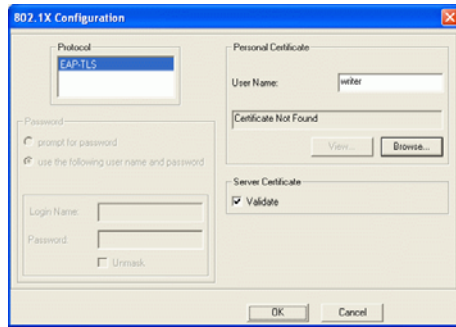 802.1X Configuration
Protocol
EAP-TLS
Password
prompt for password
use the following user name and password
Login Name:
Password
Unmask
Personal Certificate
User Name:
writer
Certificate Not Found
View...
Browse...
Server Certificate
Validate
OK
Cancel